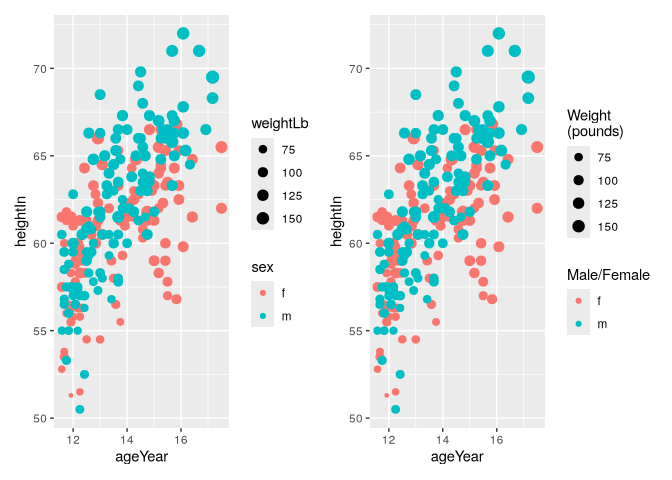 70
65
60
55
50
heightIn
12
14
16
ageYear
weightLb
75
100
125
150
sex
f
m
70
65
60
55
50
heightIn
12
14
16
ageYear
Weight
(pounds)
75
100
125
150
Male/Female
f
m